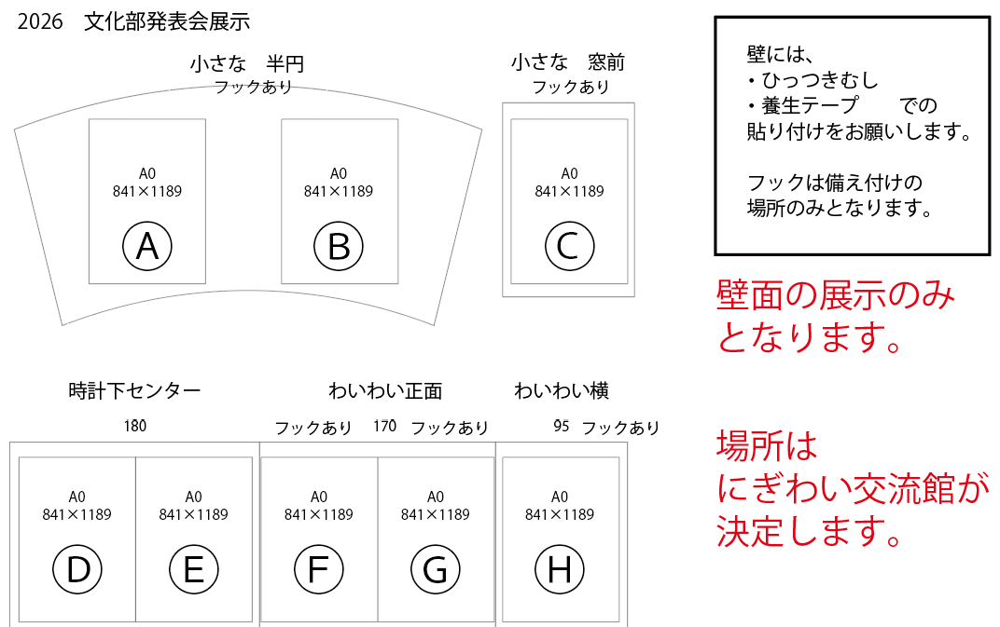 2026　文化部発表会展示
小さな　半円
フックあり
小さな　窓前
フックあり
A0
841×1189
A
A0
841×1189
B
A0
841×1189
C
壁には、
・ひっつきむし
・養生テープ　　での
貼り付けをお願いします。
フックは備え付けの
場所のみとなります。
壁面の展示のみ
となります。
時計下センター
180
わいわい正面
フックあり　170　フックあり
わいわい横
95　フックあり
A0
841×1189
D
A0
841×1189
E
A0
841×1189
F
A0
841×1189
G
A0
841×1189
H
場所は
にぎわい交流館が
決定します。